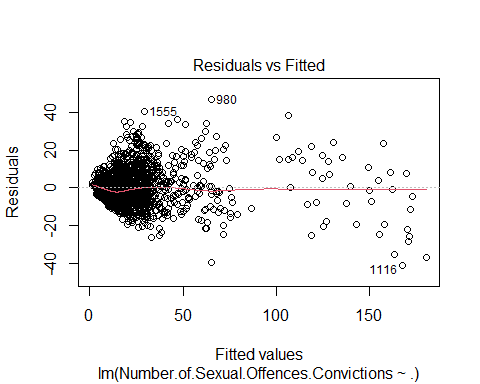 Residuals vs Fitted
Residuals
40
20
0
-20
-40
980
1555
1116
0 50 100 150
Fitted values
lm(Number.of.Sexual.Offences.Convictions ~ .)